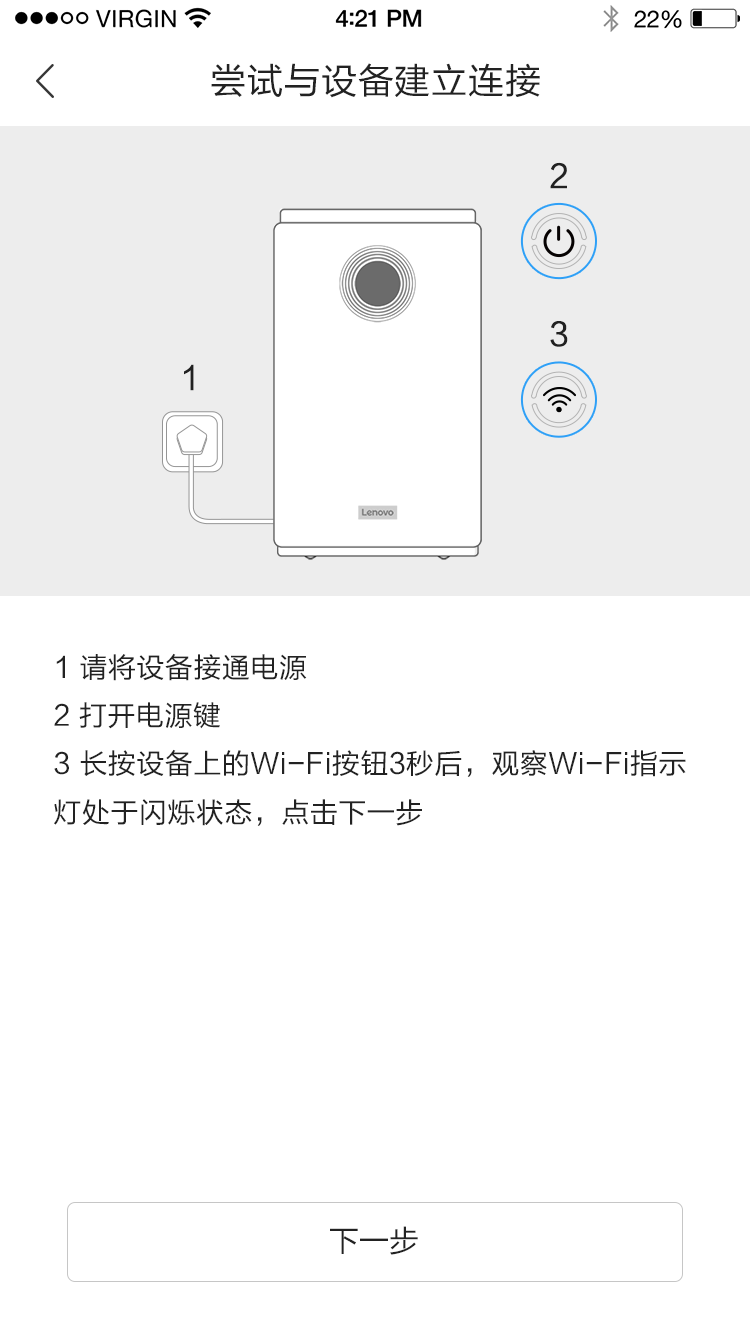 VIRGIN
4:21 PM
22%
尝试与设备建立连接
2
3
1
Lenovo
1 请将设备接通电源
2 打开电源键
3 长按设备上的Wi-Fi按钮3秒后，观察Wi-Fi指示
灯处于闪烁状态，点击下一步
下一步